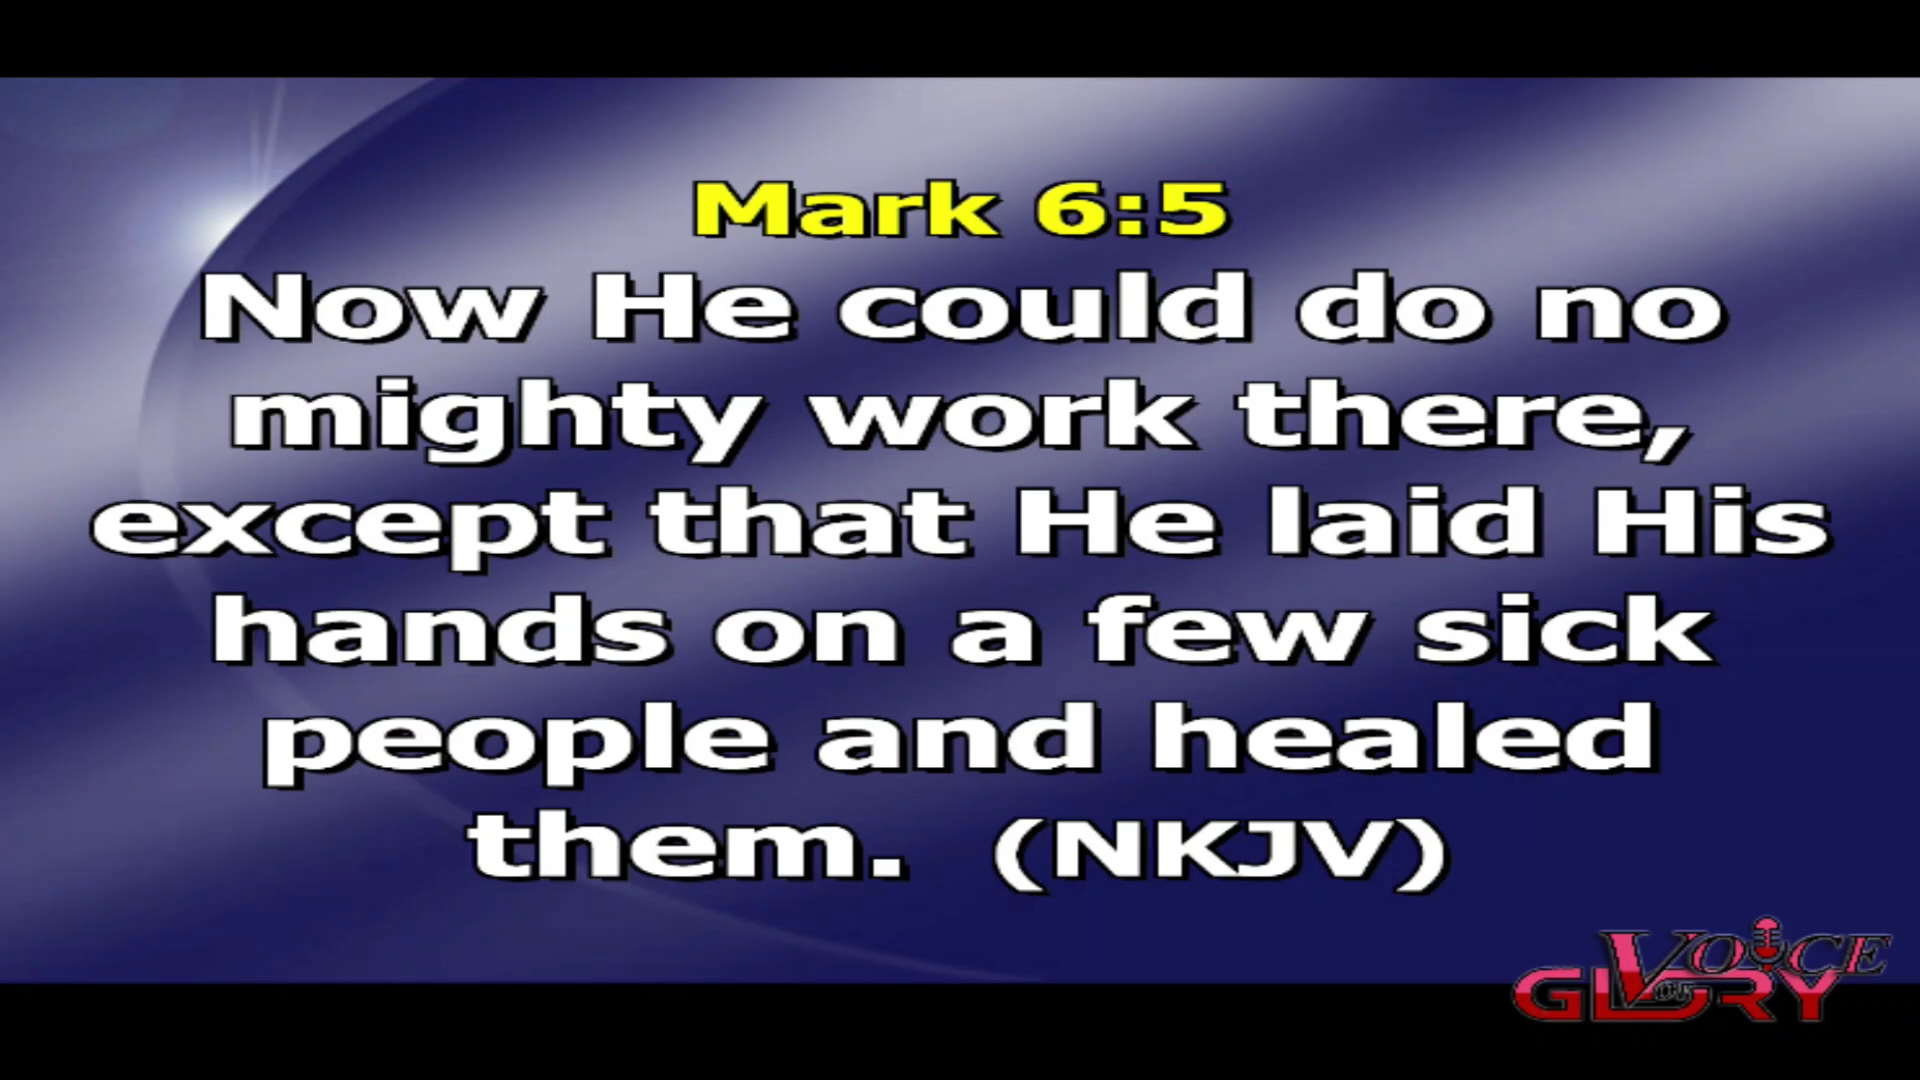 Mark 6:5
Now He could do no
mighty work there,
except that He laid His
hands on a few sick
people and healed
them. (NKJV)
VOICE
OF
GLORY